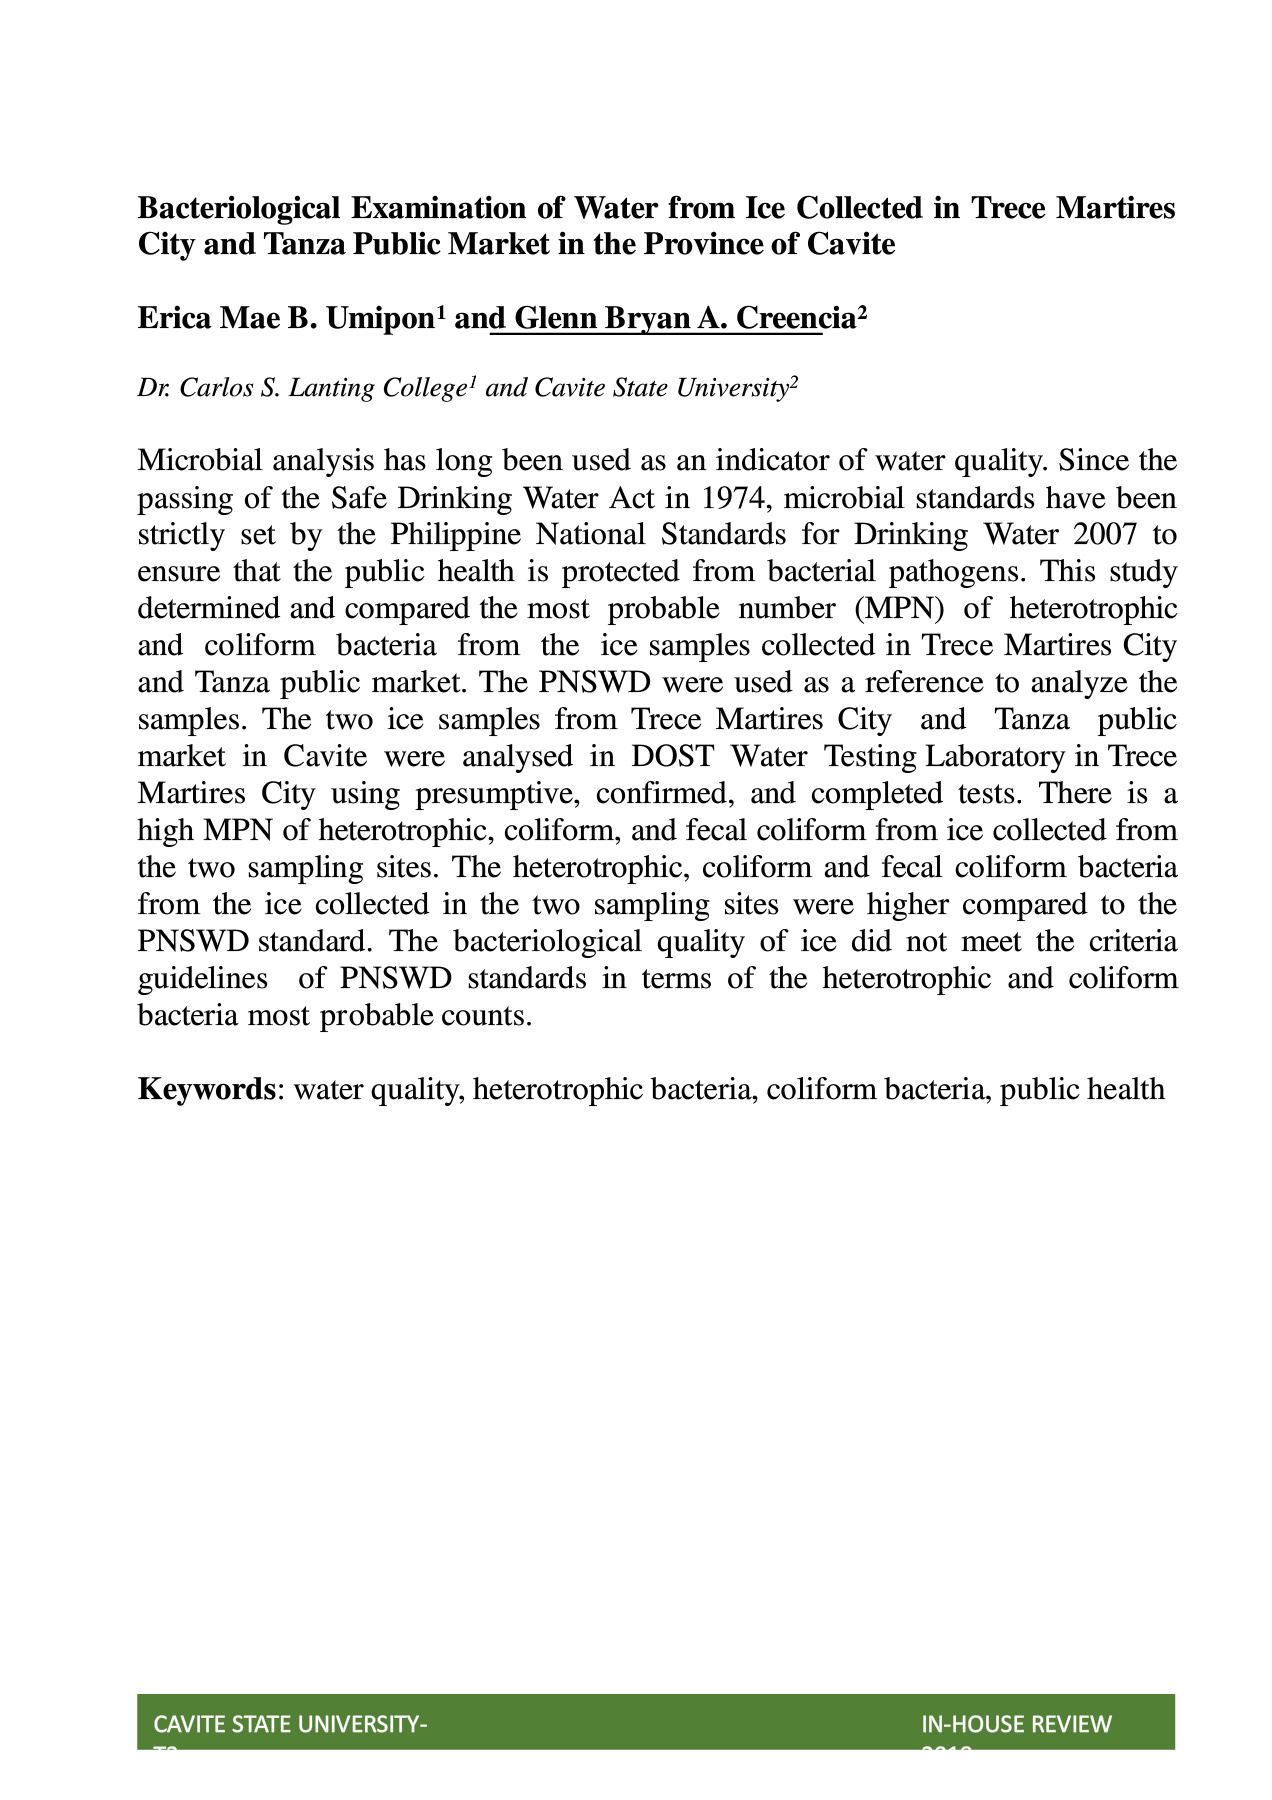 Bacteriological Examination of Water from Ice Collected in Trece Martires
City and Tanza Public Market in the Province of Cavite
Erica Mae B. Umipon¹ and Glenn Bryan A. Creencia²
Dr. Carlos S. Lanting College¹ and Cavite State University²
Microbial analysis has long been used as an indicator of water quality. Since the
passing of the Safe Drinking Water Act in 1974, microbial standards have been
strictly set by the Philippine National Standards for Drinking Water 2007 to
ensure that the public health is protected from bacterial pathogens. This study
determined and compared the most probable number (MPN) of heterotrophic
and coliform bacteria from the ice samples collected in Trece Martires City
and Tanza public market. The PNSWD were used as a reference to analyze the
samples. The two ice samples from Trece Martires City and Tanza public
market in Cavite were analysed in DOST Water Testing Laboratory in Trece
Martires City using presumptive, confirmed, and completed tests. There is a
high MPN of heterotrophic, coliform, and fecal coliform from ice collected from
the two sampling sites. The heterotrophic, coliform and fecal coliform bacteria
from the ice collected in the two sampling sites were higher compared to the
PNSWD standard. The bacteriological quality of ice did not meet the criteria
guidelines of PNSWD standards in terms of the heterotrophic and coliform
bacteria most probable counts.
Keywords: water quality, heterotrophic bacteria, coliform bacteria, public health
CAVITE STATE UNIVERSITY-
IN-HOUSE REVIEW